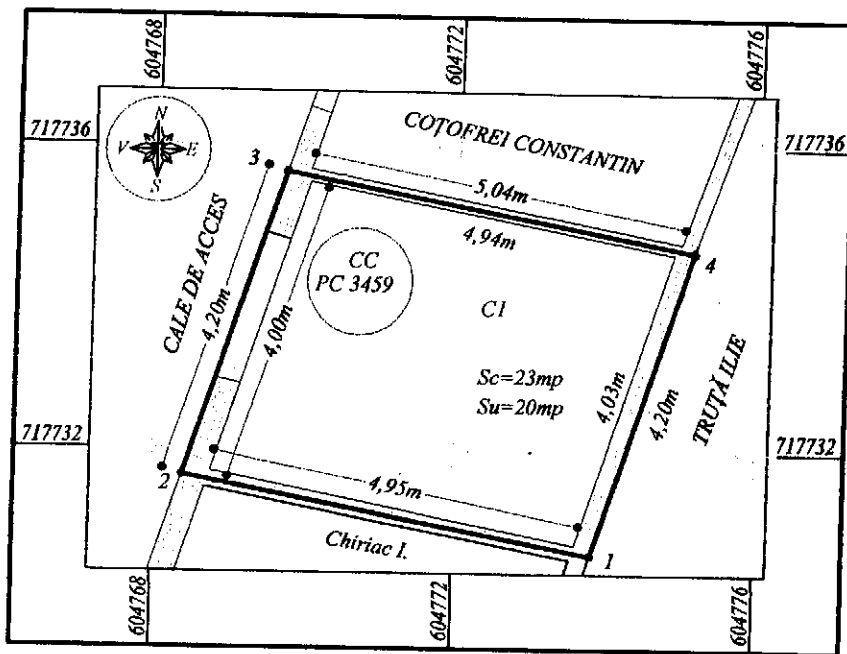 604768
604772
604776
717736
717736
N
V E
S
3
COȚOFREI CONSTANTIN
5,04m
4,94m
4
CALE DE ACCES
4,20m
CC
PC 3459
4,00m
C1
Sc=23mp
Su=20mp
4,03m
4,20m
TRUȚĂ ILIE
717732
717732
2
4,95m
Chiriac I.
1
604768
604772
604776